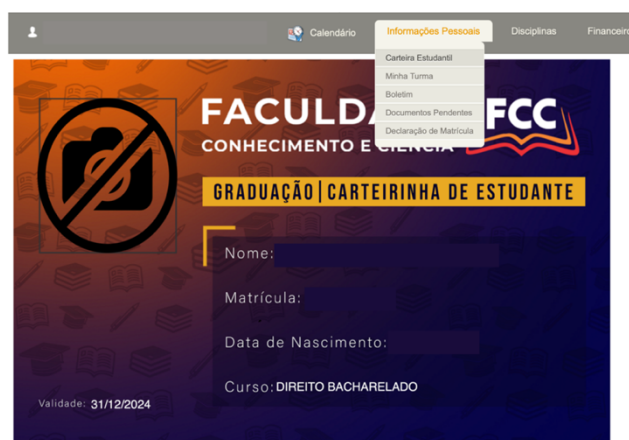 Calendário
Informações Pessoais
Disciplinas
Financeiro
Carteira Estudantil
Minha Turma
Boletim
Documentos Pendentes
Declaração de Matrícula
FCC
CONHECIMENTO E
GRADUAÇÃO|CARTEIRINHA DE ESTUDANTE
Nome:
Matrícula:
Data de Nascimento:
Curso: DIREITO BACHARELADO
Validade: 31/12/2024